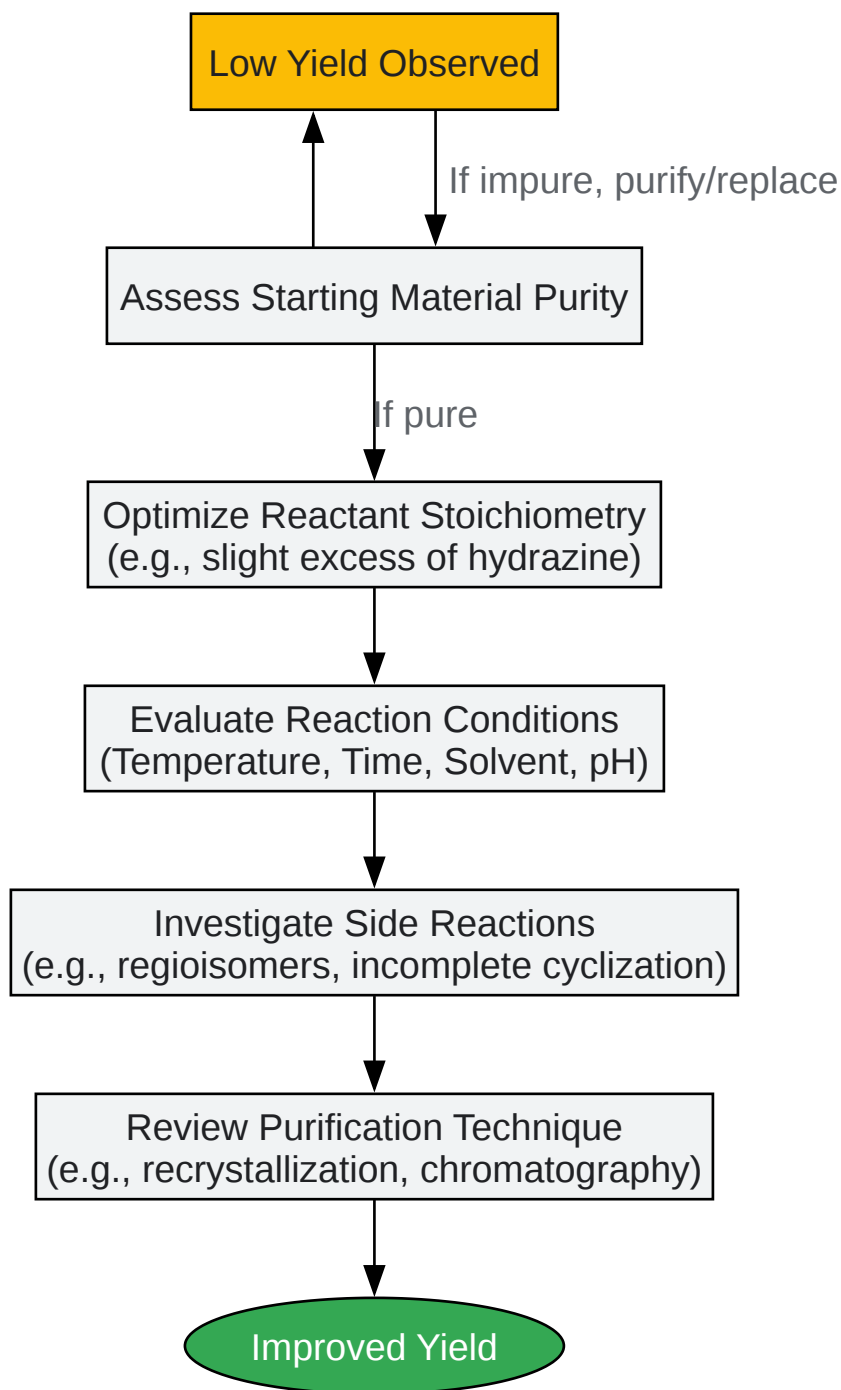 Low Yield Observed
If impure, purify/replace
Assess Starting Material Purity
If pure
Optimize Reactant Stoichiometry
(e.g., slight excess of hydrazine)
Evaluate Reaction Conditions
(Temperature, Time, Solvent, pH)
Investigate Side Reactions
(e.g., regioisomers, incomplete cyclization)
Review Purification Technique
(e.g., recrystallization, chromatography)
Improved Yield